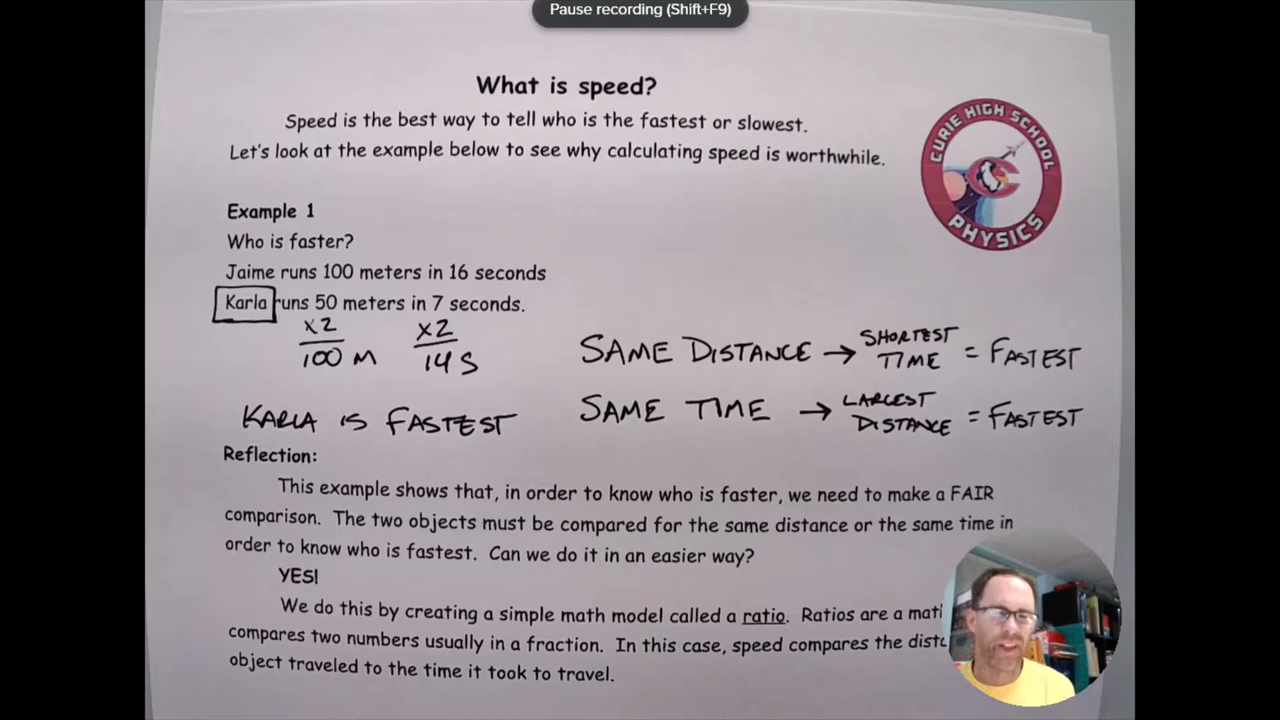 Pause recording (Shift+F9)
What is speed?
Speed is the best way to tell who is the fastest or slowest.
Let's look at the example below to see why calculating speed is worthwhile.
CURIE HIGH SCHOOL
C
PHYSICS
Example 1
Who is faster?
Jaime runs 100 meters in 16 seconds
Karla runs 50 meters in 7 seconds.
x2 x2
100 M 14 S
SAME DISTANCE → SHORTEST TIME = FASTEST
SAME TIME → LARGEST DISTANCE = FASTEST
KARLA IS FASTEST
Reflection:
This example shows that, in order to know who is faster, we need to make a FAIR
comparison. The two objects must be compared for the same distance or the same time in
order to know who is fastest. Can we do it in an easier way?
YES!
We do this by creating a simple math model called a ratio. Ratios are a
compares two numbers usually in a fraction. In this case, speed compares the
object traveled to the time it took to travel.